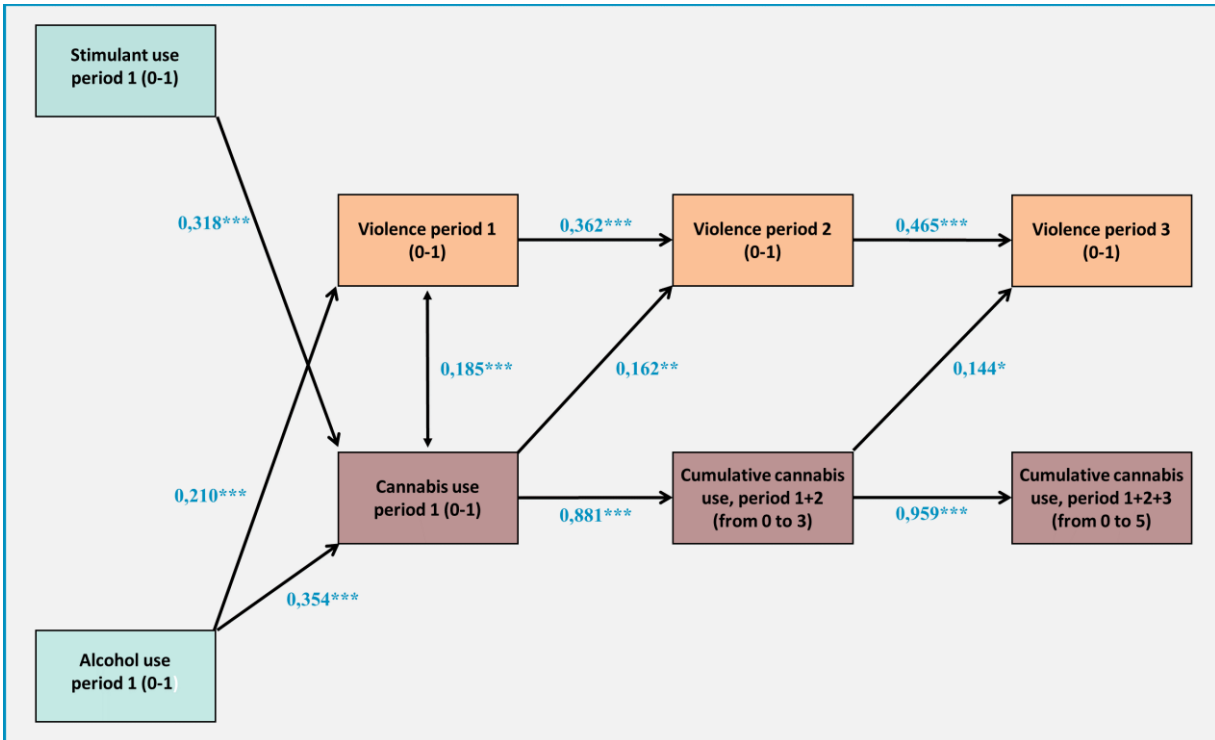 Stimulant use
period 1 (0-1)
0,318***
Violence period 1
(0-1)
0,362***
Violence period 2
(0-1)
0,465***
Violence period 3
(0-1)
0,185***
0,162**
0,144*
0,210***
Cannabis use
period 1 (0-1)
0,881***
Cumulative cannabis
use, period 1+2
(from 0 to 3)
0,959***
Cumulative cannabis
use, period 1+2+3
(from 0 to 5)
0,354***
Alcohol use
period 1 (0-1)